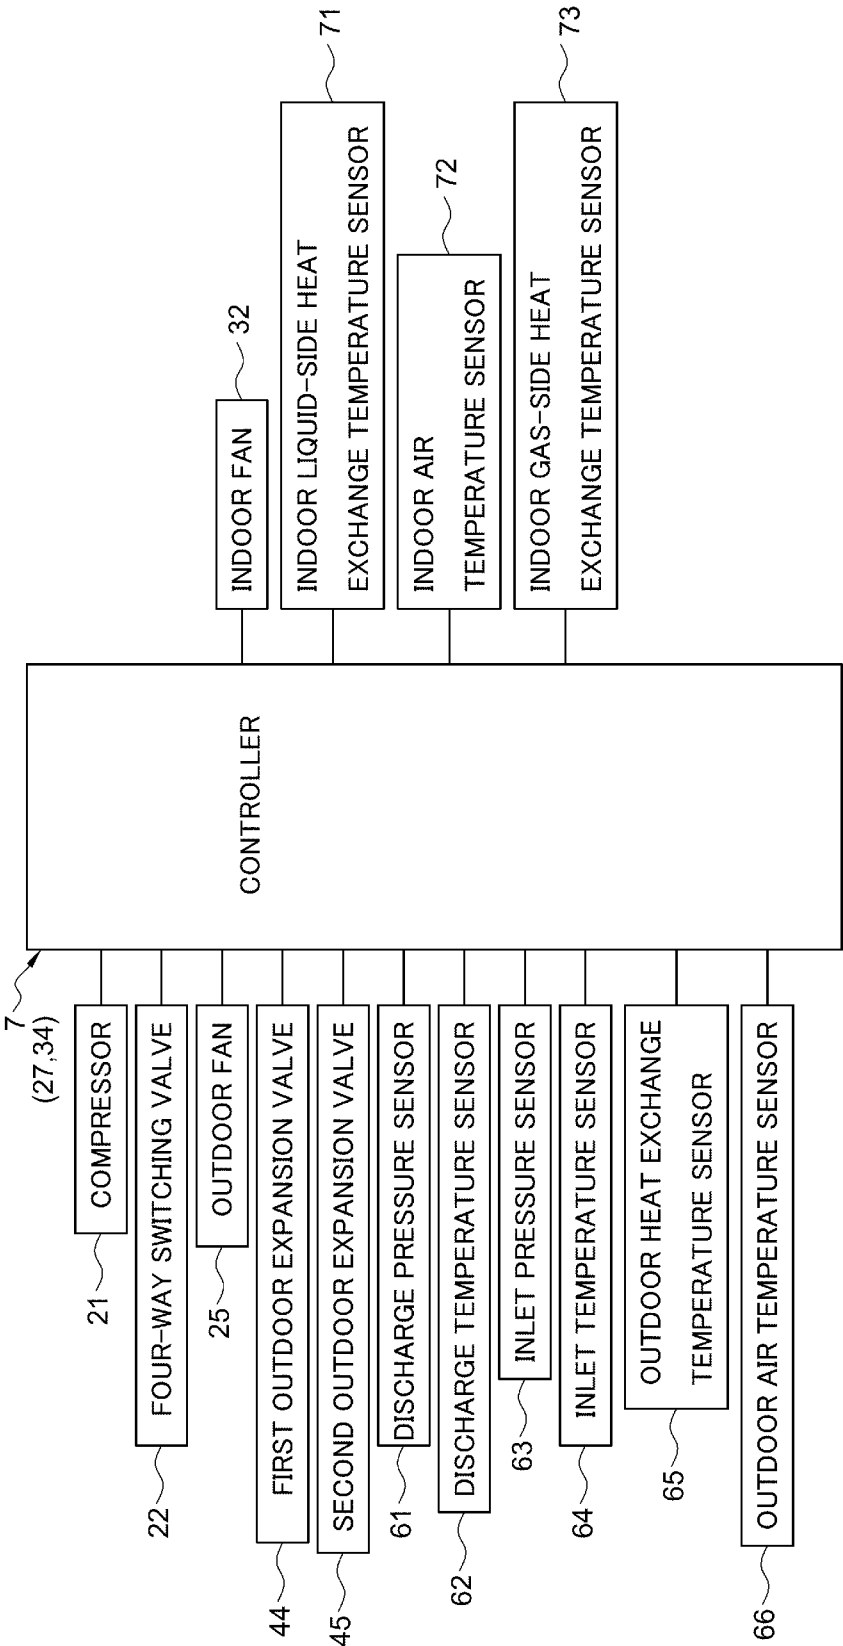 7
(27,34)
COMPRESSOR
21
FOUR-WAY SWITCHING VALVE
22
OUTDOOR FAN
25
FIRST OUTDOOR EXPANSION VALVE
44
SECOND OUTDOOR EXPANSION VALVE
45
DISCHARGE PRESSURE SENSOR
61
DISCHARGE TEMPERATURE SENSOR
62
INLET PRESSURE SENSOR
63
INLET TEMPERATURE SENSOR
64
OUTDOOR HEAT EXCHANGE
TEMPERATURE SENSOR
65
OUTDOOR AIR TEMPERATURE SENSOR
66
CONTROLLER
INDOOR FAN
32
INDOOR LIQUID-SIDE HEAT
EXCHANGE TEMPERATURE SENSOR
71
INDOOR AIR
TEMPERATURE SENSOR
72
INDOOR GAS-SIDE HEAT
EXCHANGE TEMPERATURE SENSOR
73